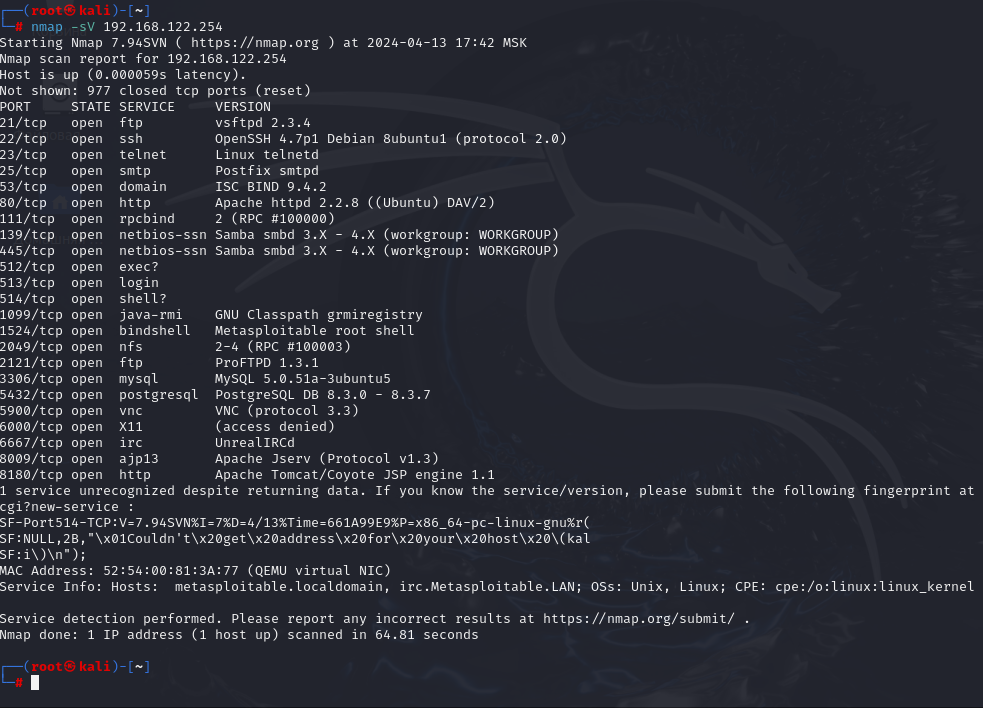 ┌──(root㉿kali)-[~]
└─# nmap -sV 192.168.122.254
Starting Nmap 7.94SVN ( https://nmap.org ) at 2024-04-13 17:42 MSK
Nmap scan report for 192.168.122.254
Host is up (0.000059s latency).
Not shown: 977 closed tcp ports (reset)
PORT     STATE SERVICE     VERSION
21/tcp   open  ftp         vsftpd 2.3.4
22/tcp   open  ssh         OpenSSH 4.7p1 Debian 8ubuntu1 (protocol 2.0)
23/tcp   open  telnet      Linux telnetd
25/tcp   open  smtp        Postfix smtpd
53/tcp   open  domain      ISC BIND 9.4.2
80/tcp   open  http        Apache httpd 2.2.8 ((Ubuntu) DAV/2)
111/tcp  open  rpcbind     2 (RPC #100000)
139/tcp  open  netbios-ssn Samba smbd 3.X - 4.X (workgroup: WORKGROUP)
445/tcp  open  netbios-ssn Samba smbd 3.X - 4.X (workgroup: WORKGROUP)
512/tcp  open  exec?
513/tcp  open  login
514/tcp  open  shell?
1099/tcp open  java-rmi    GNU Classpath grmiregistry
1524/tcp open  bindshell   Metasploitable root shell
2049/tcp open  nfs         2-4 (RPC #100003)
2121/tcp open  ftp         ProFTPD 1.3.1
3306/tcp open  mysql       MySQL 5.0.51a-3ubuntu5
5432/tcp open  postgresql  PostgreSQL DB 8.3.0 - 8.3.7
5900/tcp open  vnc         VNC (protocol 3.3)
6000/tcp open  X11         (access denied)
6667/tcp open  irc         UnrealIRCd
8009/tcp open  ajp13       Apache Jserv (Protocol v1.3)
8180/tcp open  http        Apache Tomcat/Coyote JSP engine 1.1
1 service unrecognized despite returning data. If you know the service/version, please submit the following fingerprint at
cgi?new-service :
SF-Port514-TCP:V=7.94SVN%I=7%D=4/13%Time=661A99E9%P=x86_64-pc-linux-gnu%r(
SF:NULL,2B,"\x01Couldn't\x20get\x20address\x20for\x20your\x20host\x20\(kal
SF:i\)\n");
MAC Address: 52:54:00:81:3A:77 (QEMU virtual NIC)
Service Info: Hosts:  metasploitable.localdomain, irc.Metasploitable.LAN; OSs: Unix, Linux; CPE: cpe:/o:linux:linux_kernel
Service detection performed. Please report any incorrect results at https://nmap.org/submit/ .
Nmap done: 1 IP address (1 host up) scanned in 64.81 seconds
┌──(root㉿kali)-[~]
└─#